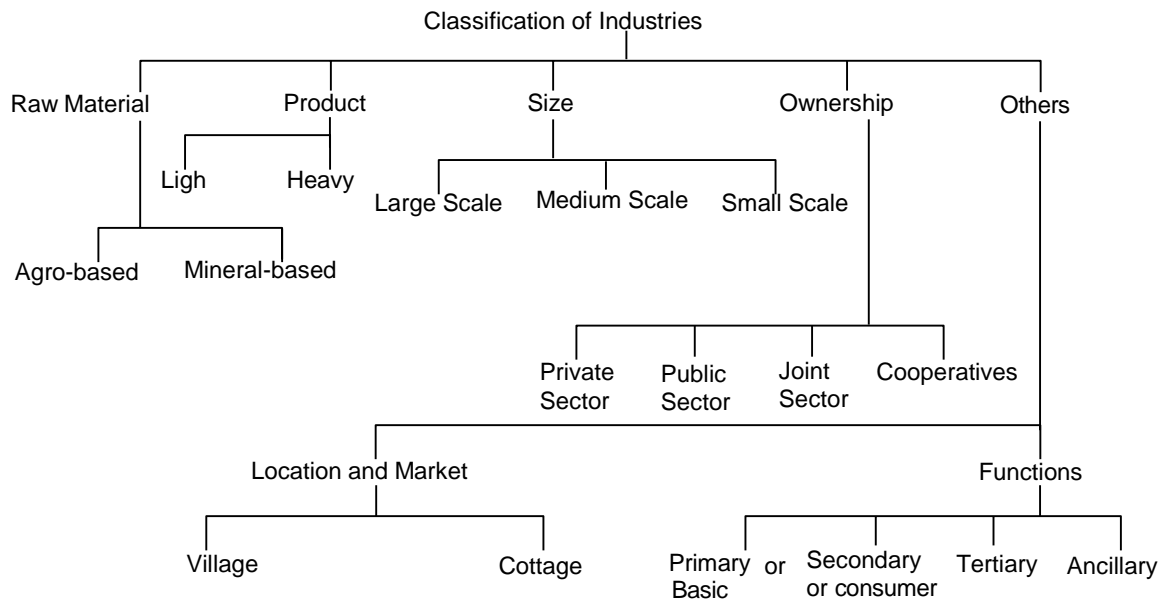 Classification of Industries
Raw Material
Product
Size
Ownership
Others
Ligh
Heavy
Large Scale
Medium Scale
Small Scale
Agro-based
Mineral-based
Private
Sector
Public
Sector
Joint
Sector
Cooperatives
Location and Market
Functions
Village
Cottage
Primary or
Basic
Secondary
or consumer
Tertiary
Ancillary